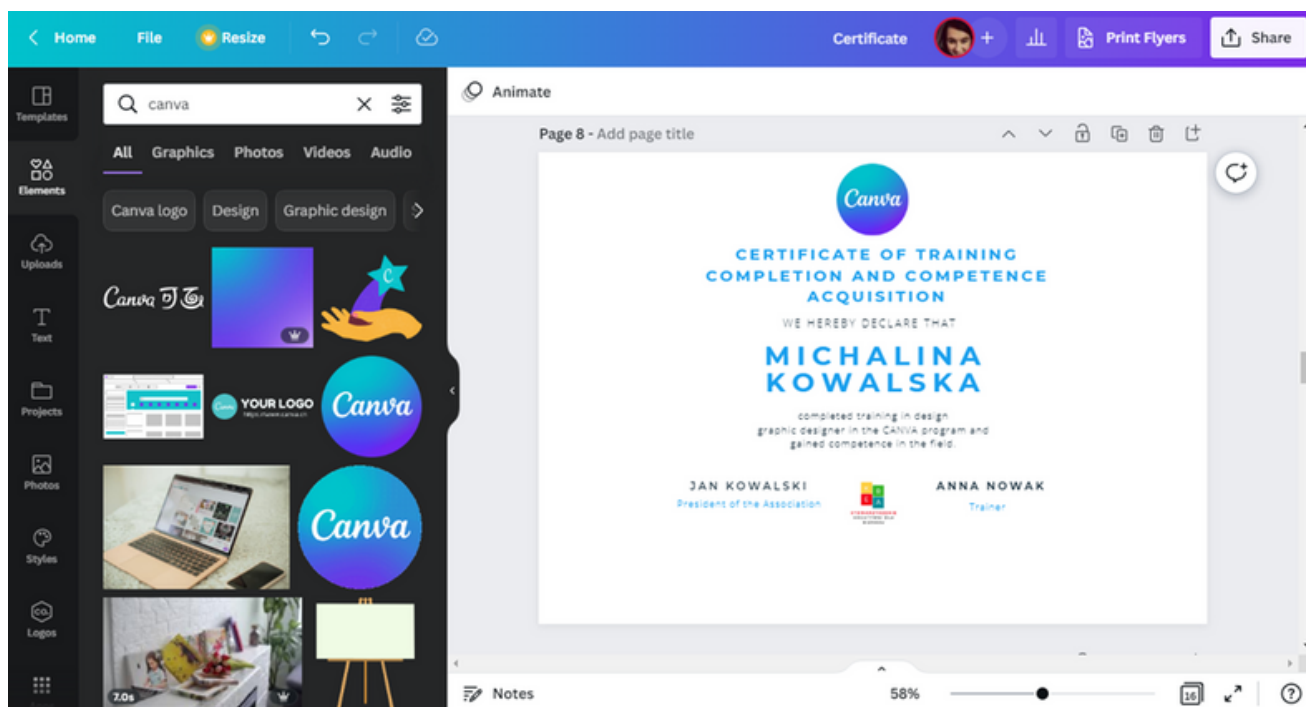 Home File Resize Certificate + Print Flyers Share
Templates
Elements
Uploads
Text
Projects
Photos
Styles
CO.
Logos
canva
All Graphics Photos Videos Audio
Canva logo Design Graphic design
Canva 可画
C
Canva YOUR LOGO
Canva
Canva
7.0s
Animate
Page 8 - Add page title
Canva
CERTIFICATE OF TRAINING
COMPLETION AND COMPETENCE
ACQUISITION
WE HEREBY DECLARE THAT
MICHALINA
KOWALSKA
completed training in design
graphic designer in the CANVA program and
gained competence in the field.
JAN KOWALSKI
President of the Association
ANNA NOWAK
Trainer
Notes 58% 16 ?